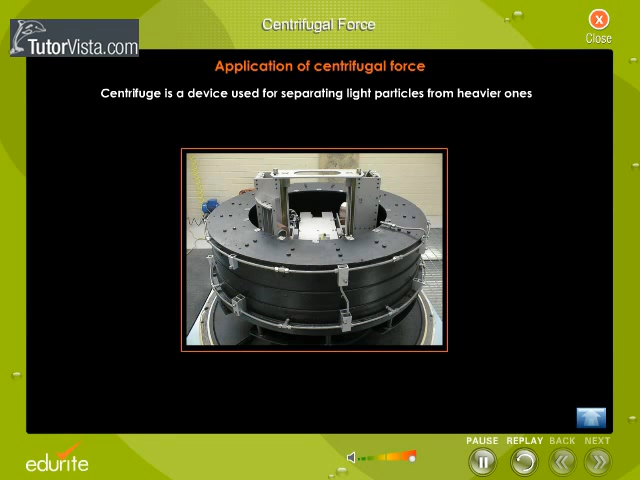 Centrifugal Force
X
Close
TutorVista.com
Application of centrifugal force
Centrifuge is a device used for separating light particles from heavier ones
PAUSE REPLAY BACK NEXT
edurite